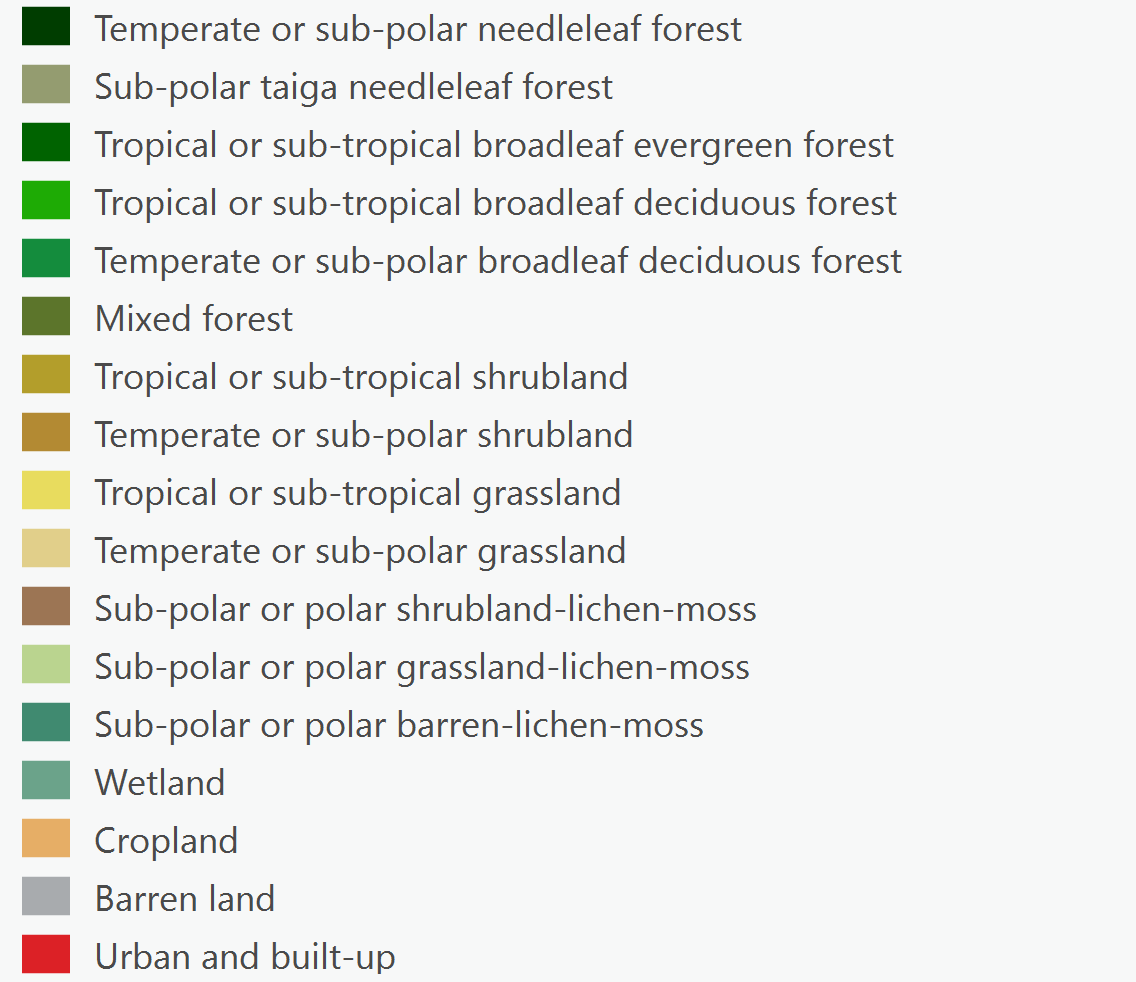 Temperate or sub-polar needleleaf forest
Sub-polar taiga needleleaf forest
Tropical or sub-tropical broadleaf evergreen forest
Tropical or sub-tropical broadleaf deciduous forest
Temperate or sub-polar broadleaf deciduous forest
Mixed forest
Tropical or sub-tropical shrubland
Temperate or sub-polar shrubland
Tropical or sub-tropical grassland
Temperate or sub-polar grassland
Sub-polar or polar shrubland-lichen-moss
Sub-polar or polar grassland-lichen-moss
Sub-polar or polar barren-lichen-moss
Wetland
Cropland
Barren land
Urban and built-up